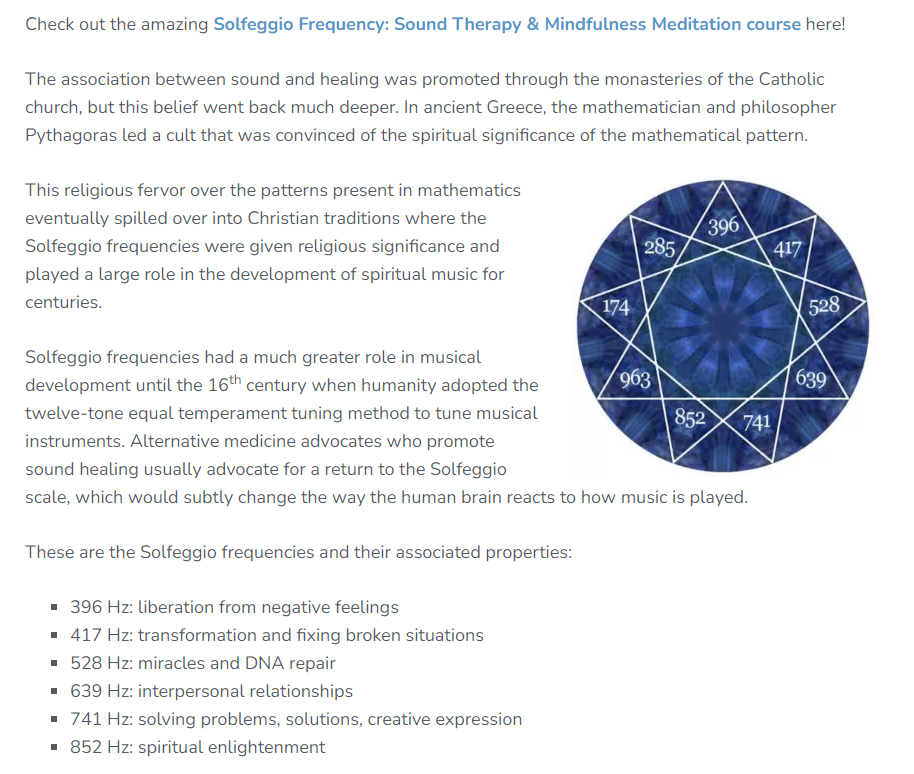 Check out the amazing Solfeggio Frequency: Sound Therapy & Mindfulness Meditation course here!
The association between sound and healing was promoted through the monasteries of the Catholic
church, but this belief went back much deeper. In ancient Greece, the mathematician and philosopher
Pythagoras led a cult that was convinced of the spiritual significance of the mathematical pattern.
This religious fervor over the patterns present in mathematics
eventually spilled over into Christian traditions where the
Solfeggio frequencies were given religious significance and
played a large role in the development of spiritual music for
centuries.
Solfeggio frequencies had a much greater role in musical
development until the 16th century when humanity adopted the
twelve-tone equal temperament tuning method to tune musical
instruments. Alternative medicine advocates who promote
sound healing usually advocate for a return to the Solfeggio
scale, which would subtly change the way the human brain reacts to how music is played.
396
285
417
174
528
963
639
852
741
These are the Solfeggio frequencies and their associated properties:
▪ 396 Hz: liberation from negative feelings
▪ 417 Hz: transformation and fixing broken situations
▪ 528 Hz: miracles and DNA repair
▪ 639 Hz: interpersonal relationships
▪ 741 Hz: solving problems, solutions, creative expression
▪ 852 Hz: spiritual enlightenment